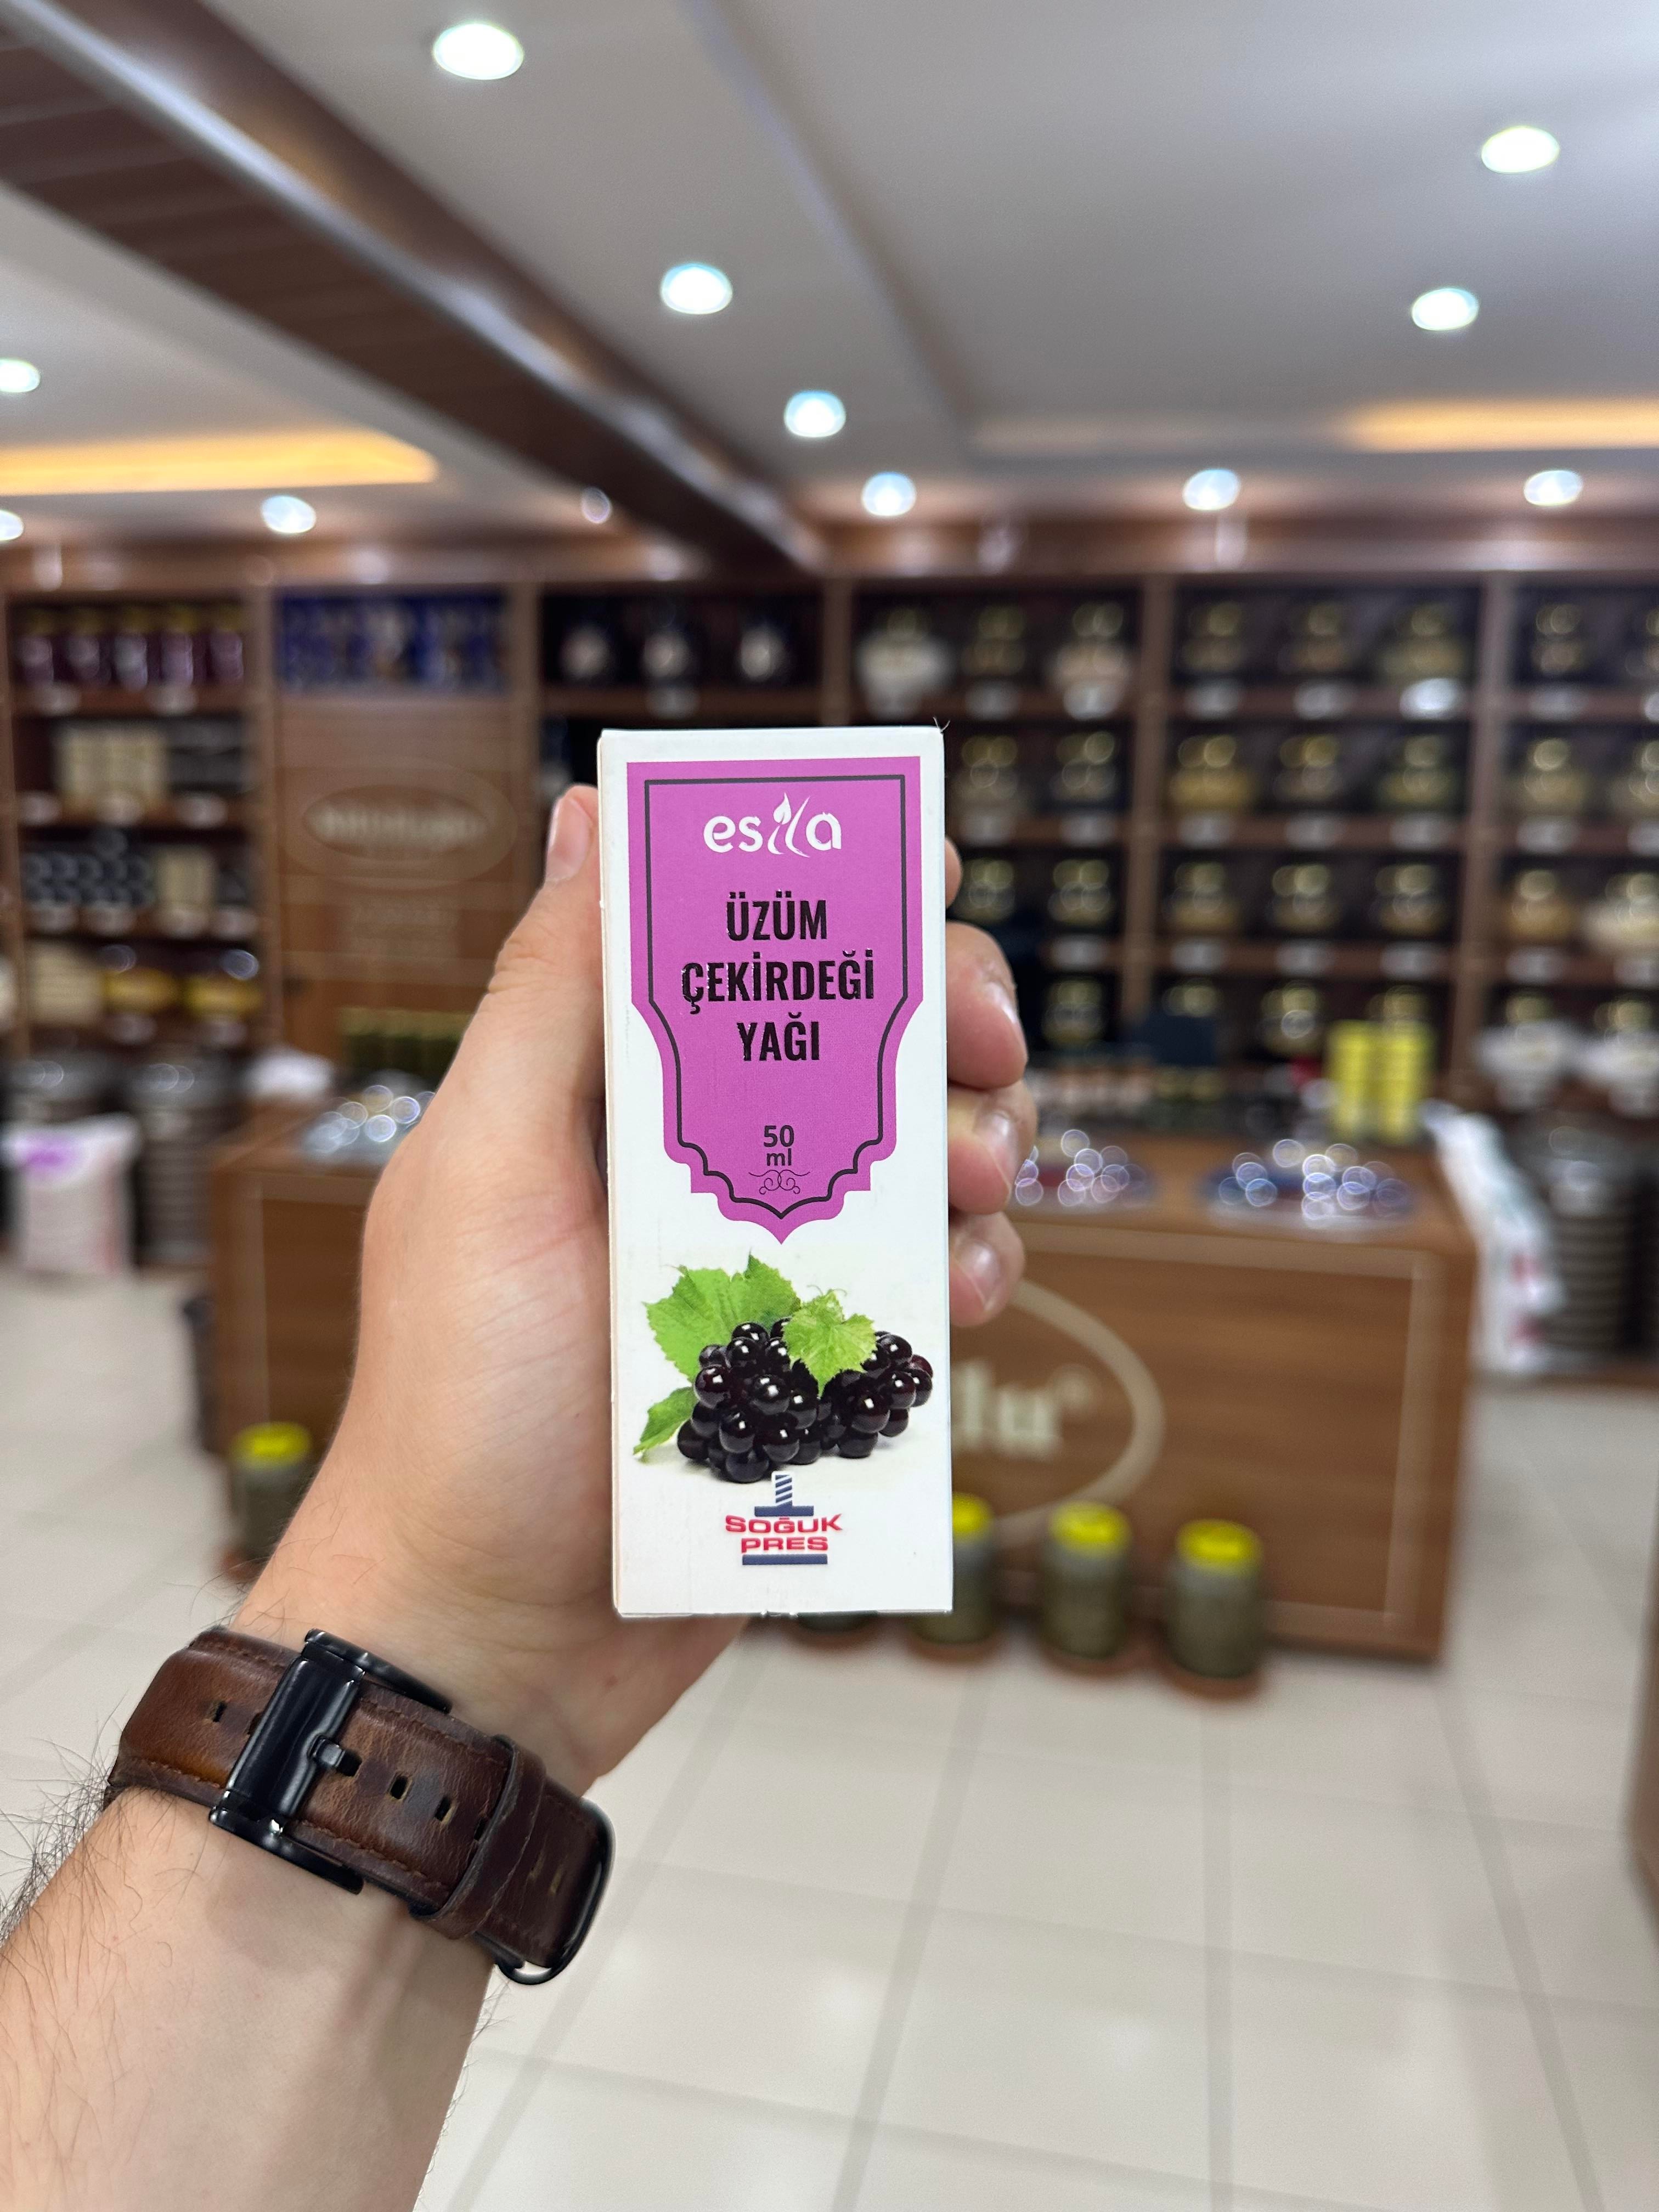 esila
ÜZÜM
ÇEKİRDEĞİ
YAĞI
50
ml
SOĞUK
PRES